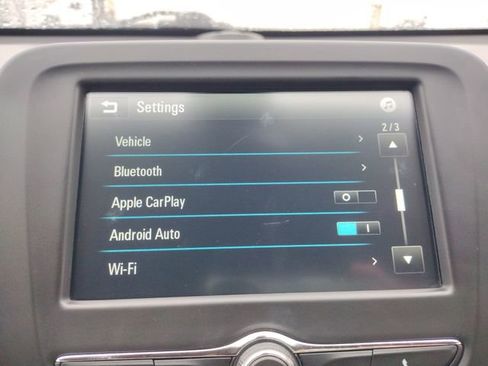 Settings
2/3
Vehicle
Bluetooth
Apple CarPlay
Android Auto
Wi-Fi